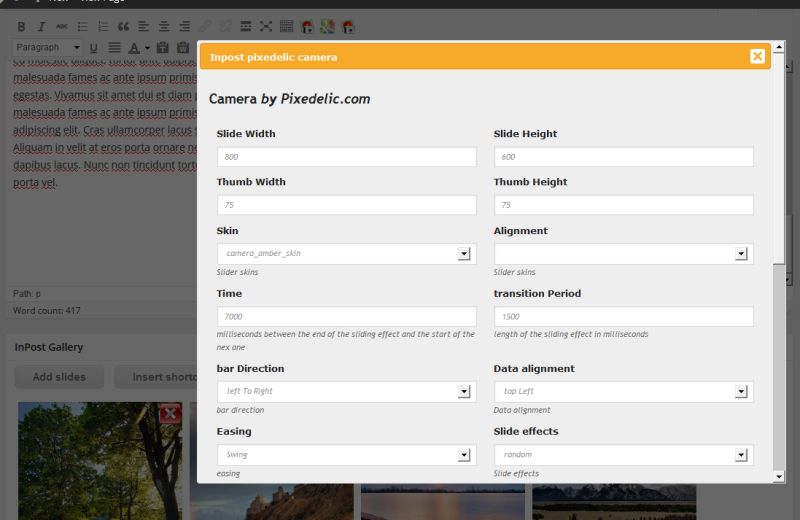 View Page
Paragraph
malesuada fames ac ante ipsum primis
egestas. Vivamus sit amet dui et diam
malesuada fames ac ante ipsum primis
adipiscing elit. Cras ullamcorper lacus
Aliquam in velit at eros porta ornare
dapibus lacus. Nunc non tincidunt
porta vel.
Path: p
Word count: 417
InPost Gallery
Add slides
Insert shortc
Inpost pixedelic camera
Camera by Pixedelic.com
Slide Width
Slide Height
800
600
Thumb Width
Thumb Height
75
75
Skin
Alignment
camera_amber_skin
Slider skins
Slider skins
Time
transition Period
7000
1500
milliseconds between the end of the sliding effect and the start of the
nex one
length of the sliding effect in milliseconds
bar Direction
Data alignment
left To Right
top Left
bar direction
Data alignment
Easing
Slide effects
Swing
random
easing
Slide effects